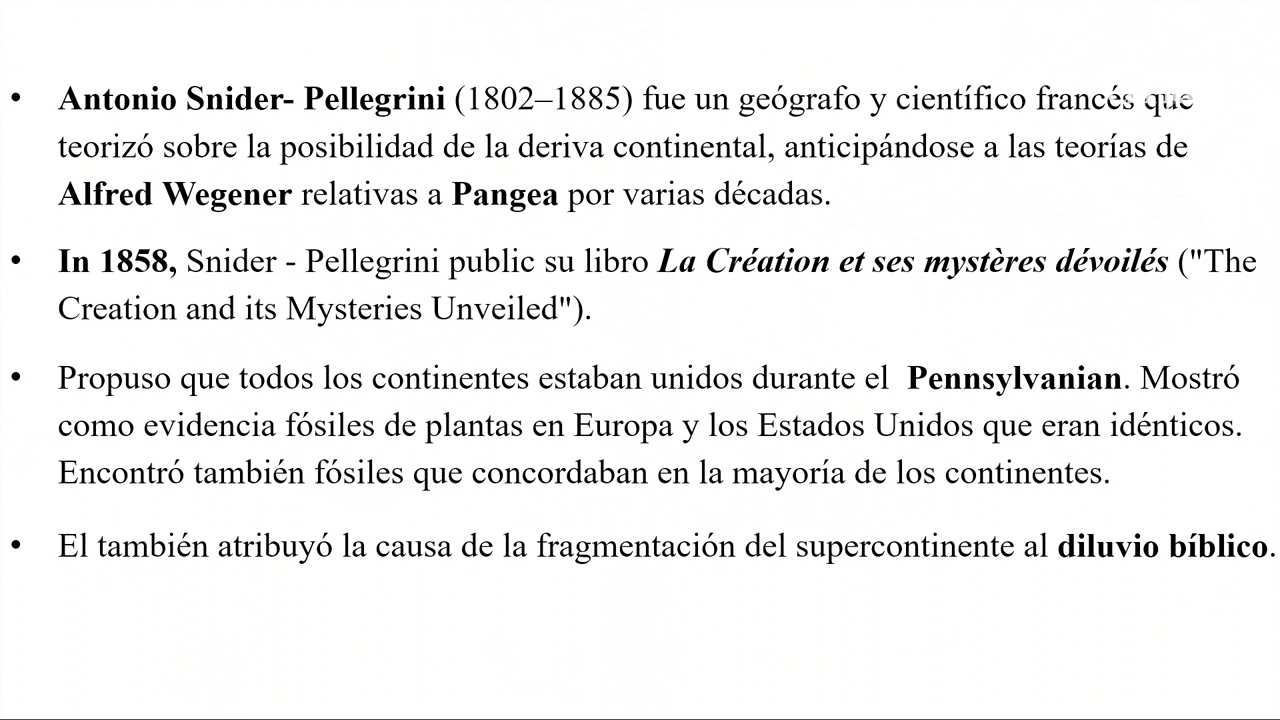 • Antonio Snider- Pellegrini (1802–1885) fue un geógrafo y científico francés que
teorizó sobre la posibilidad de la deriva continental, anticipándose a las teorías de
Alfred Wegener relativas a Pangea por varias décadas.
• In 1858, Snider - Pellegrini public su libro La Création et ses mystères dévoilés ("The
Creation and its Mysteries Unveiled").
• Propuso que todos los continentes estaban unidos durante el  Pennsylvanian. Mostró
como evidencia fósiles de plantas en Europa y los Estados Unidos que eran idénticos.
Encontró también fósiles que concordaban en la mayoría de los continentes.
• El también atribuyó la causa de la fragmentación del supercontinente al diluvio bíblico.